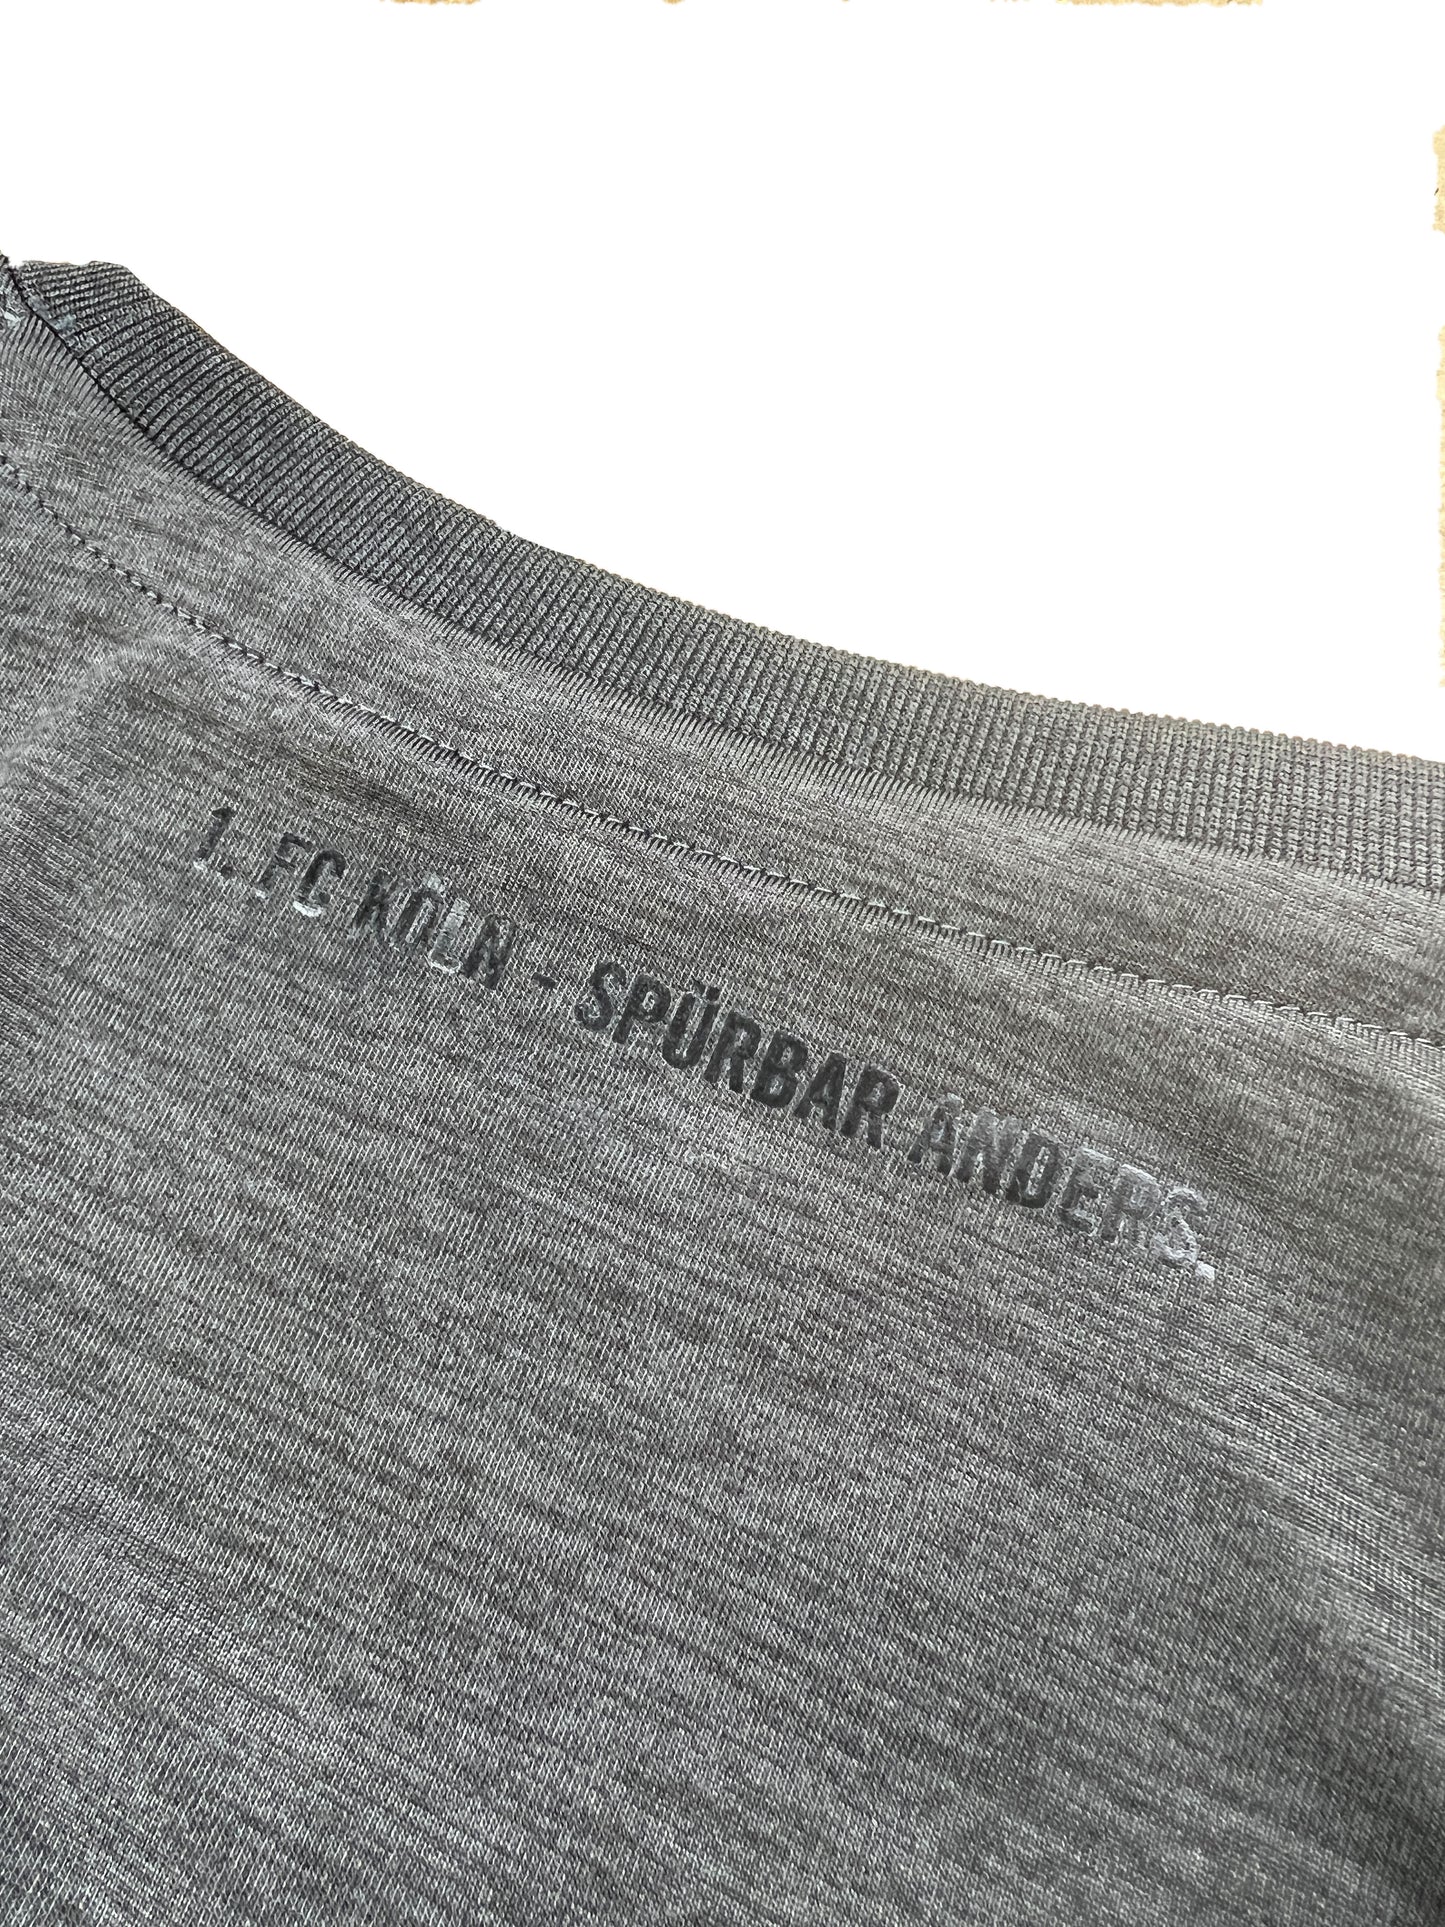 1. FC KÖLN - SPÜRBAR ANDERS.